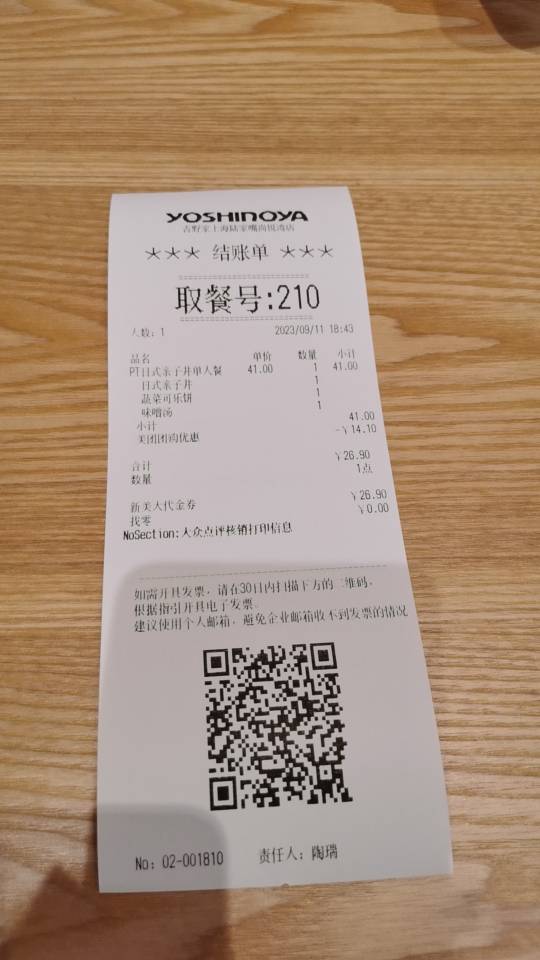 YOSHINOYA
吉野家上海陆家嘴尚悦湾店
*** 结账单 ***
取餐号:210
人数: 1 2023/09/11 18:43
品名 单价 数量 小计
PT日式亲子丼单人餐 41.00 1 41.00
日式亲子丼 1
蔬菜可乐饼 1
味噌汤 1
小计 41.00
美团团购优惠 -¥14.10
合计 ¥26.90
数量 1点
新美大代金券 ¥26.90
找零 ¥0.00
NoSection:大众点评核销打印信息
如需开具发票, 请在30日内扫描下方的二维码,
根据指引开具电子发票.
建议使用个人邮箱, 避免企业邮箱收不到发票的情况
No: 02-001810 责任人: 陶瑞